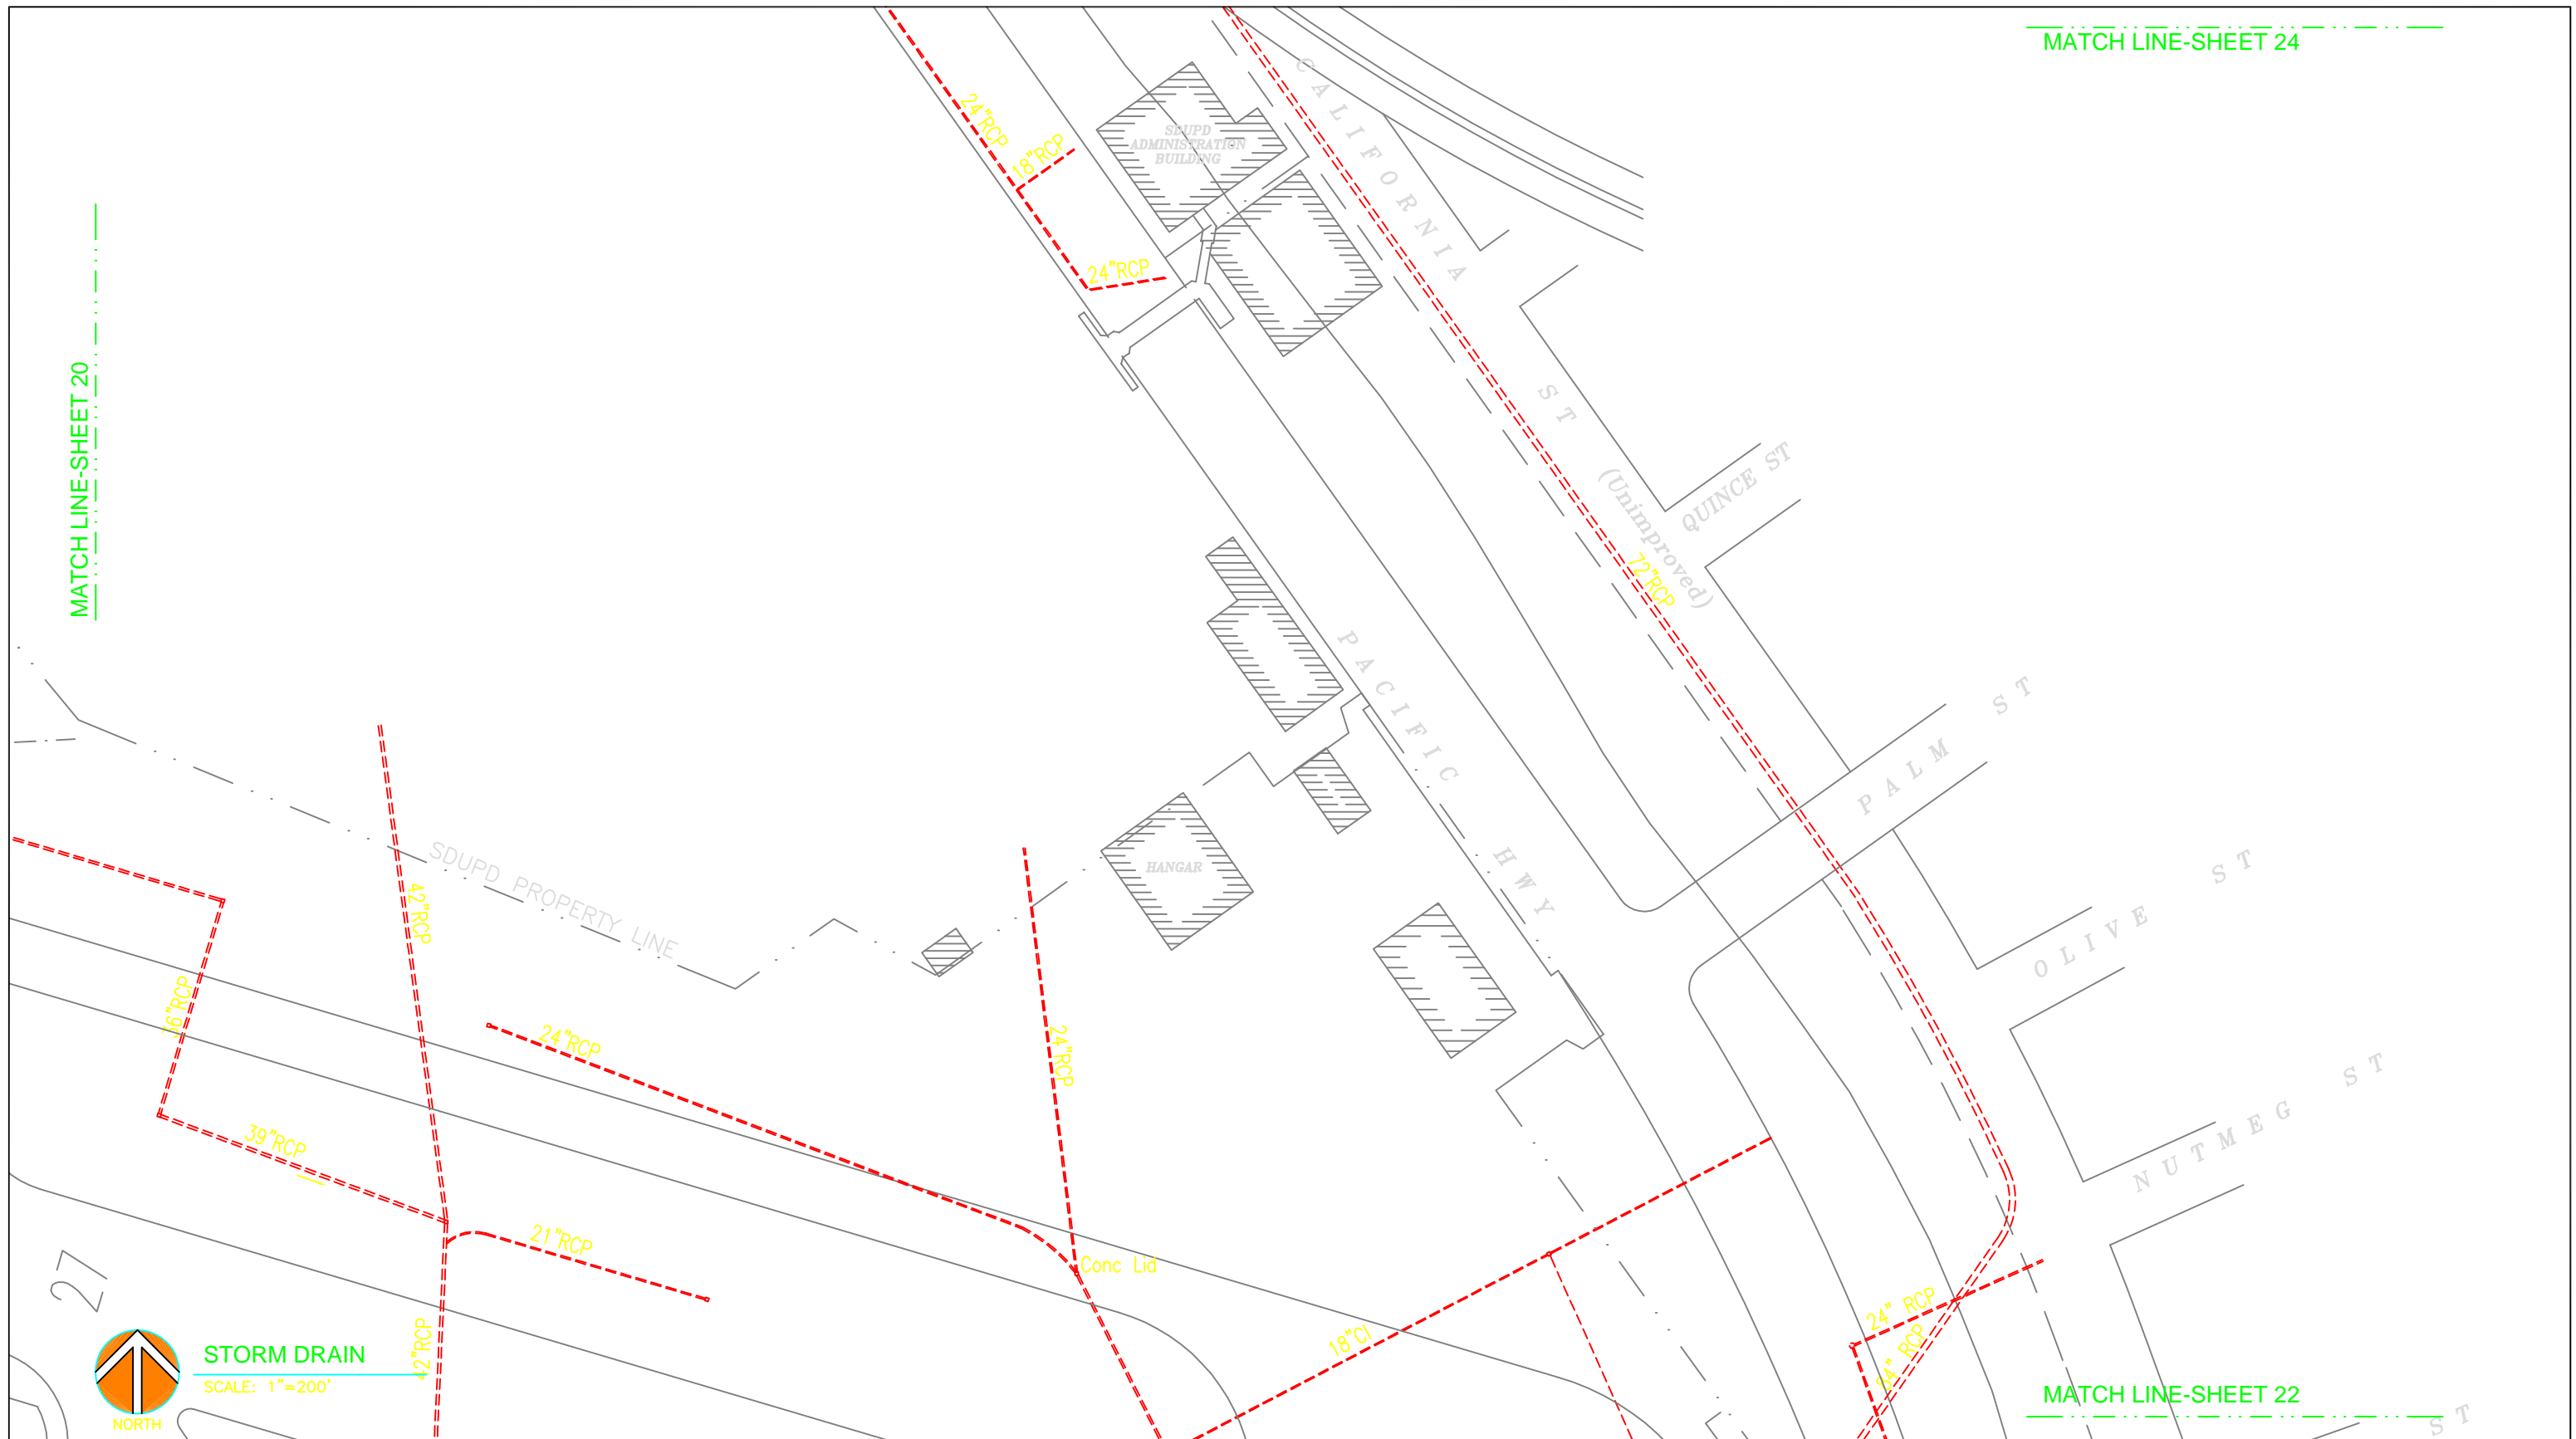 MATCH LINE-SHEET 24
CALIFORNIA ST
(Unimproved)
24"RCP
18"RCP
SDUPD
ADMINISTRATION
BUILDING
24"RCP
MATCH LINE-SHEET 20
QUINCE ST
72"RCP
PACIFIC HWY
PALM ST
SDUPD PROPERTY LINE
42"RCP
HANGAR
OLIVE ST
24"RCP
24"RCP
39"RCP
21"RCP
Conc Lid
NUTMEG ST
27
18"CI
24" RCP
84" RCP
42"RCP
STORM DRAIN
SCALE: 1"=200'
NORTH
MATCH LINE-SHEET 22
ST